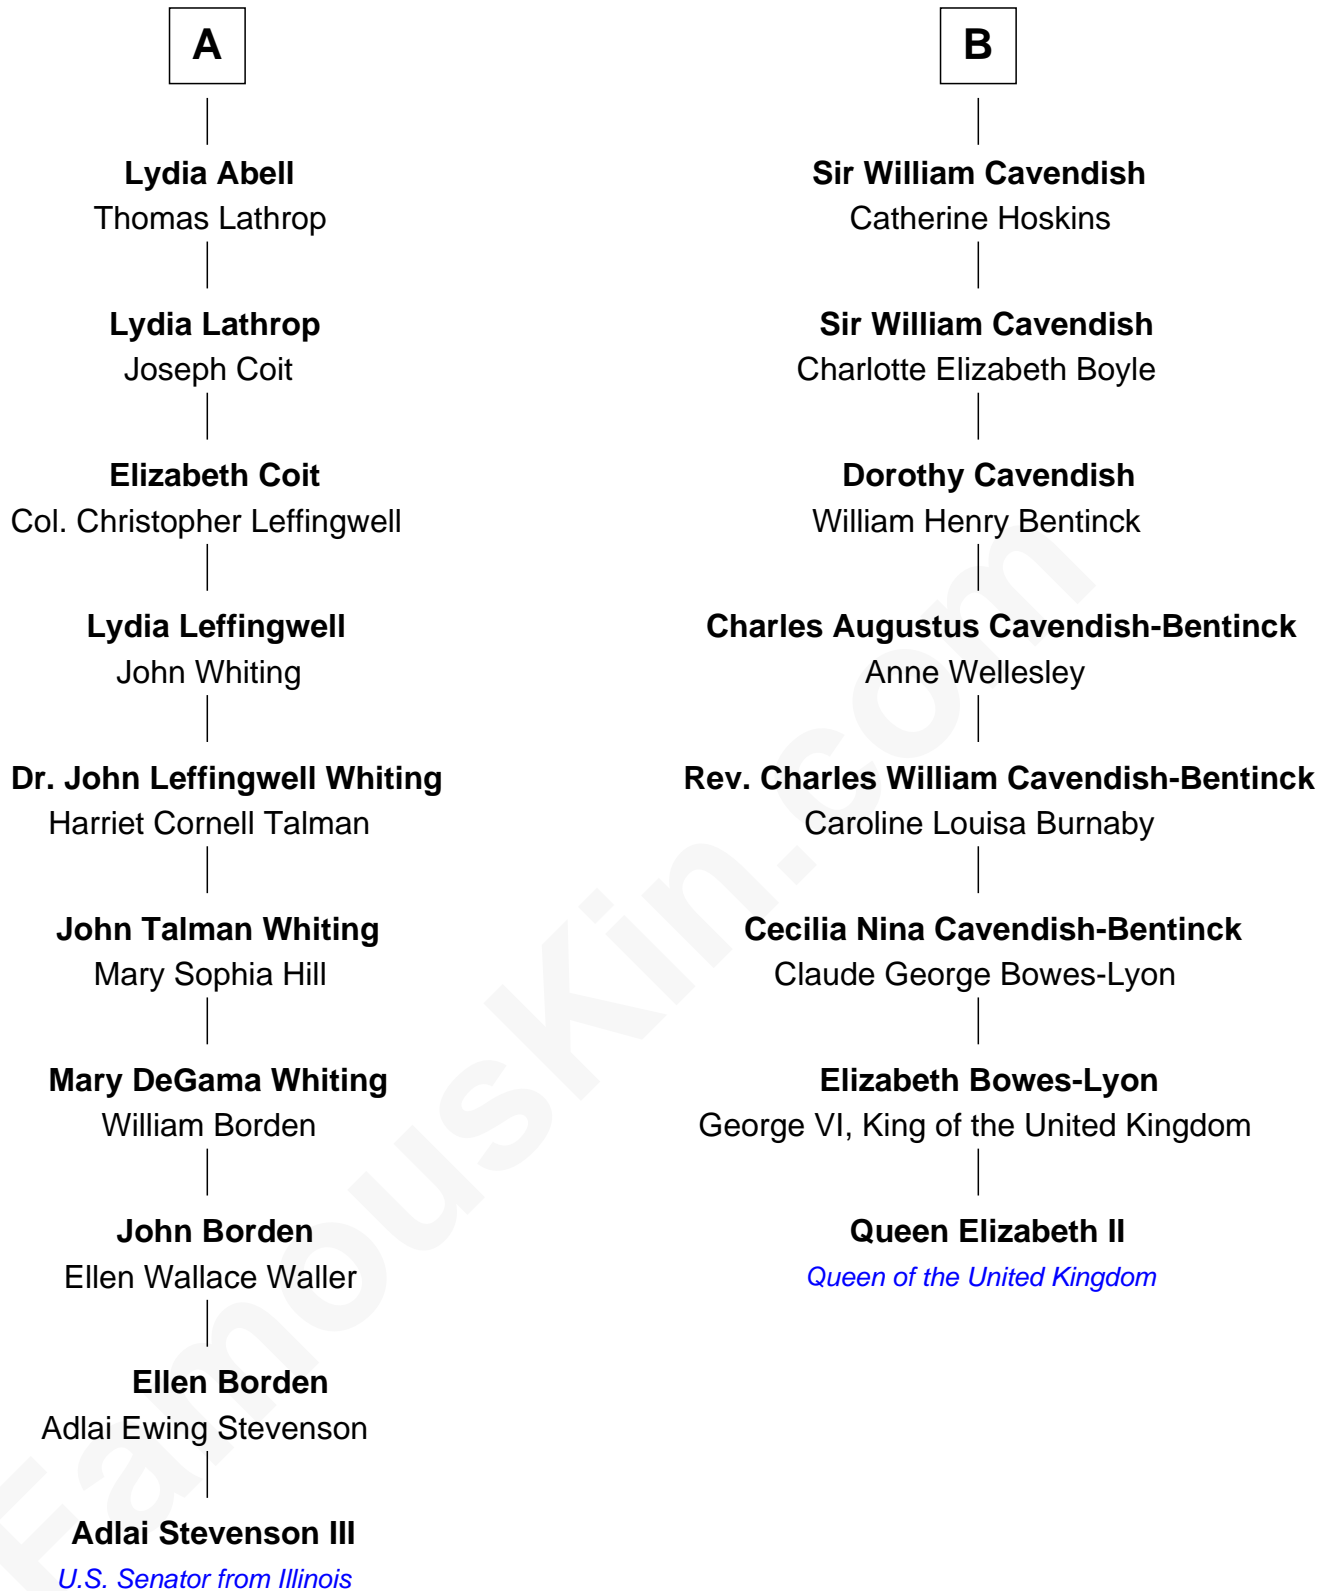 A
Lydia Abell
Thomas Lathrop
Lydia Lathrop
Joseph Coit
Elizabeth Coit
Col. Christopher Leffingwell
Lydia Leffingwell
John Whiting
Dr. John Leffingwell Whiting
Harriet Cornell Talman
John Talman Whiting
Mary Sophia Hill
Mary DeGama Whiting
William Borden
John Borden
Ellen Wallace Waller
Ellen Borden
Adlai Ewing Stevenson
Adlai Stevenson III
U.S. Senator from Illinois
B
Sir William Cavendish
Catherine Hoskins
Sir William Cavendish
Charlotte Elizabeth Boyle
Dorothy Cavendish
William Henry Bentinck
Charles Augustus Cavendish-Bentinck
Anne Wellesley
Rev. Charles William Cavendish-Bentinck
Caroline Louisa Burnaby
Cecilia Nina Cavendish-Bentinck
Claude George Bowes-Lyon
Elizabeth Bowes-Lyon
George VI, King of the United Kingdom
Queen Elizabeth II
Queen of the United Kingdom
FamousKin.com